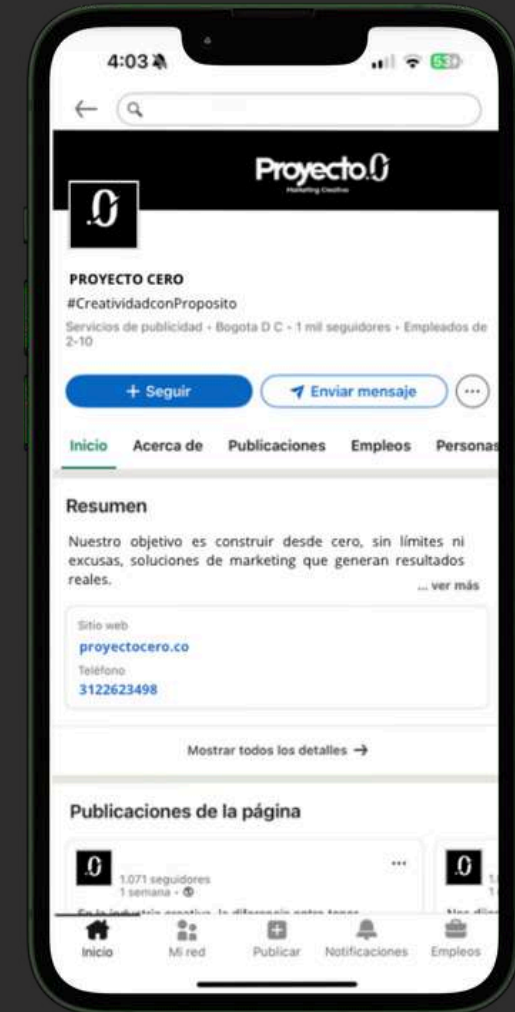 4:03
53
Proyecto.0
Marketing Creativo
.0
PROYECTO CERO
#CreatividadconProposito
Servicios de publicidad • Bogota D C • 1 mil seguidores • Empleados de
2-10
+ Seguir
Enviar mensaje
Inicio Acerca de Publicaciones Empleos Personas
Resumen
Nuestro objetivo es construir desde cero, sin límites ni
excusas, soluciones de marketing que generan resultados
reales.
... ver más
Sitio web
proyectocero.co
Teléfono
3122623498
Mostrar todos los detalles →
Publicaciones de la página
.0
1.071 seguidores
1 semana •
.0
Inicio Mi red Publicar Notificaciones Empleos